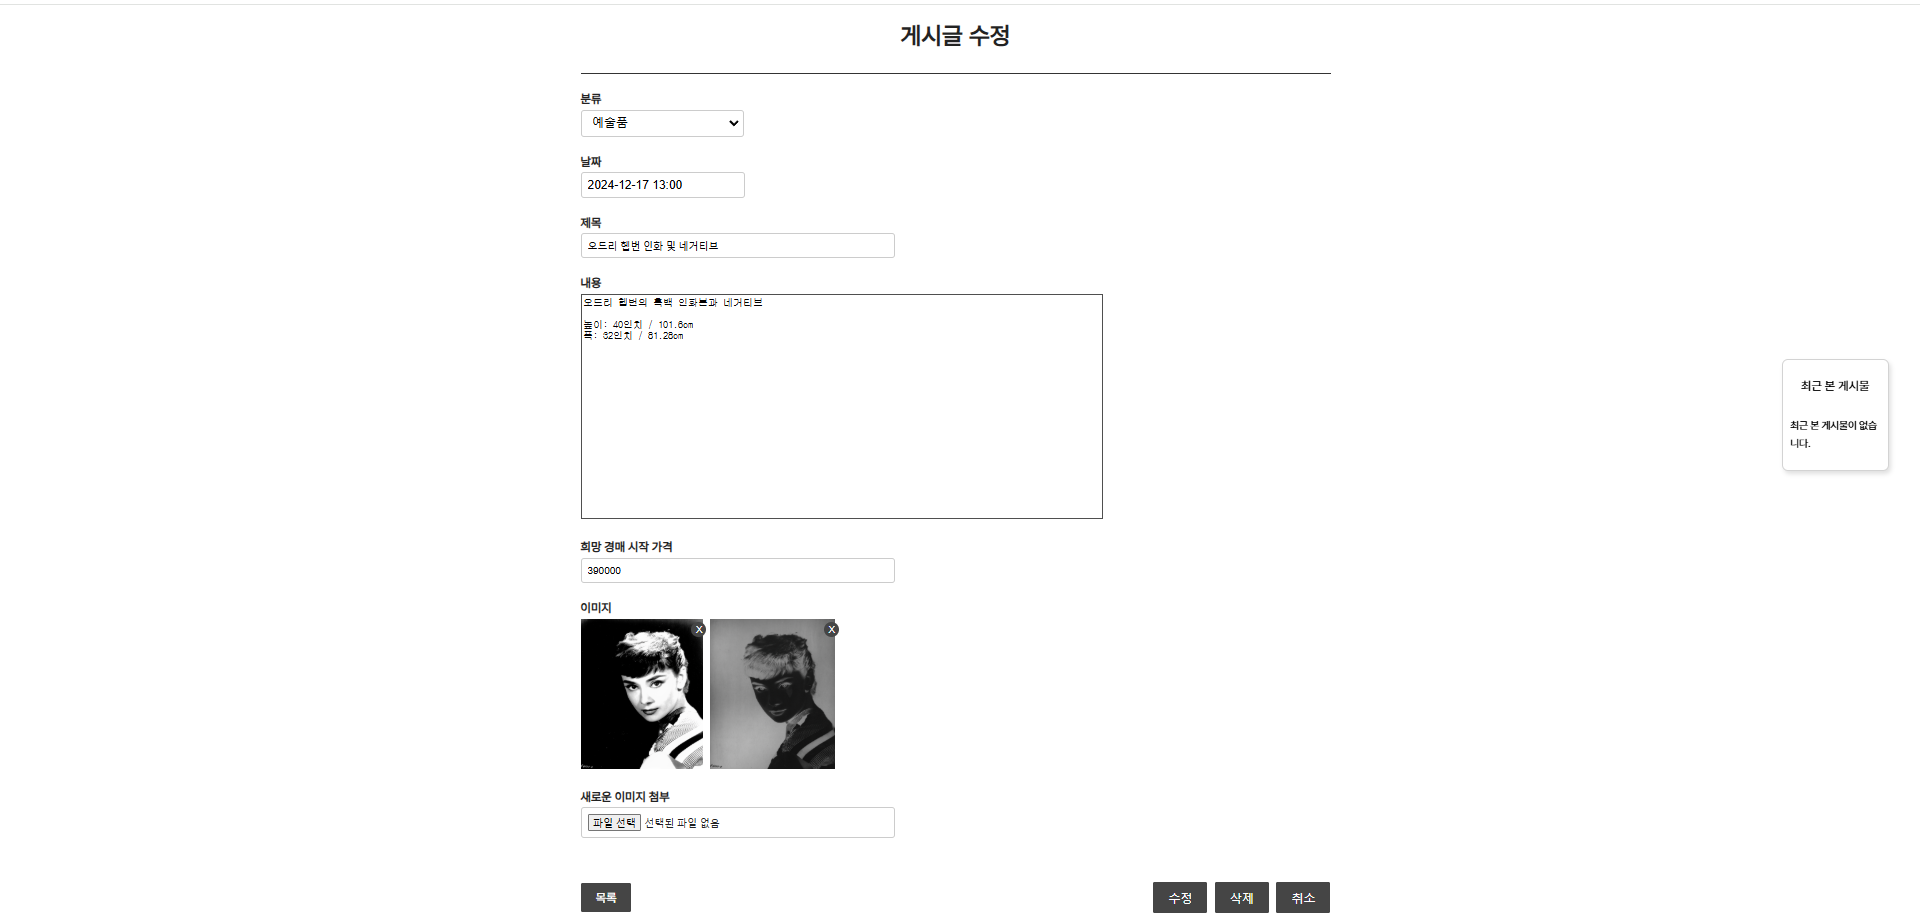 게시글 수정
분류
예술품
날짜
2024-12-17 13:00
제목
오드리 헵번 인화 및 네거티브
내용
오드리 헵번의 흑백 인화본과 네거티브
높이: 40인치 / 101.6cm
폭: 32인치 / 81.28cm
최근 본 게시물
최근 본 게시물이 없습
니다.
희망 경매 시작 가격
390000
이미지
X X
새로운 이미지 첨부
파일 선택 선택된 파일 없음
목록 수정 삭제 취소